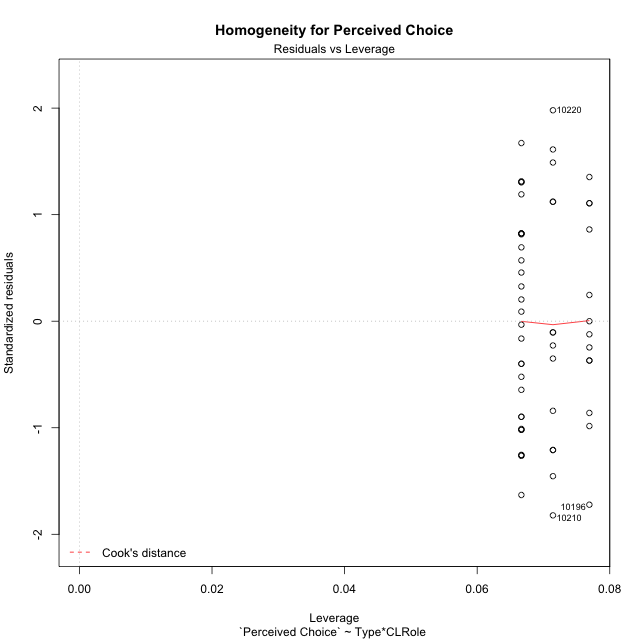 Homogeneity for Perceived Choice
Residuals vs Leverage
10220
10196
10210
Standardized residuals
2
1
0
-1
-2
Cook's distance
0.00 0.02 0.04 0.06 0.08
Leverage
`Perceived Choice` ~ Type*CLRole